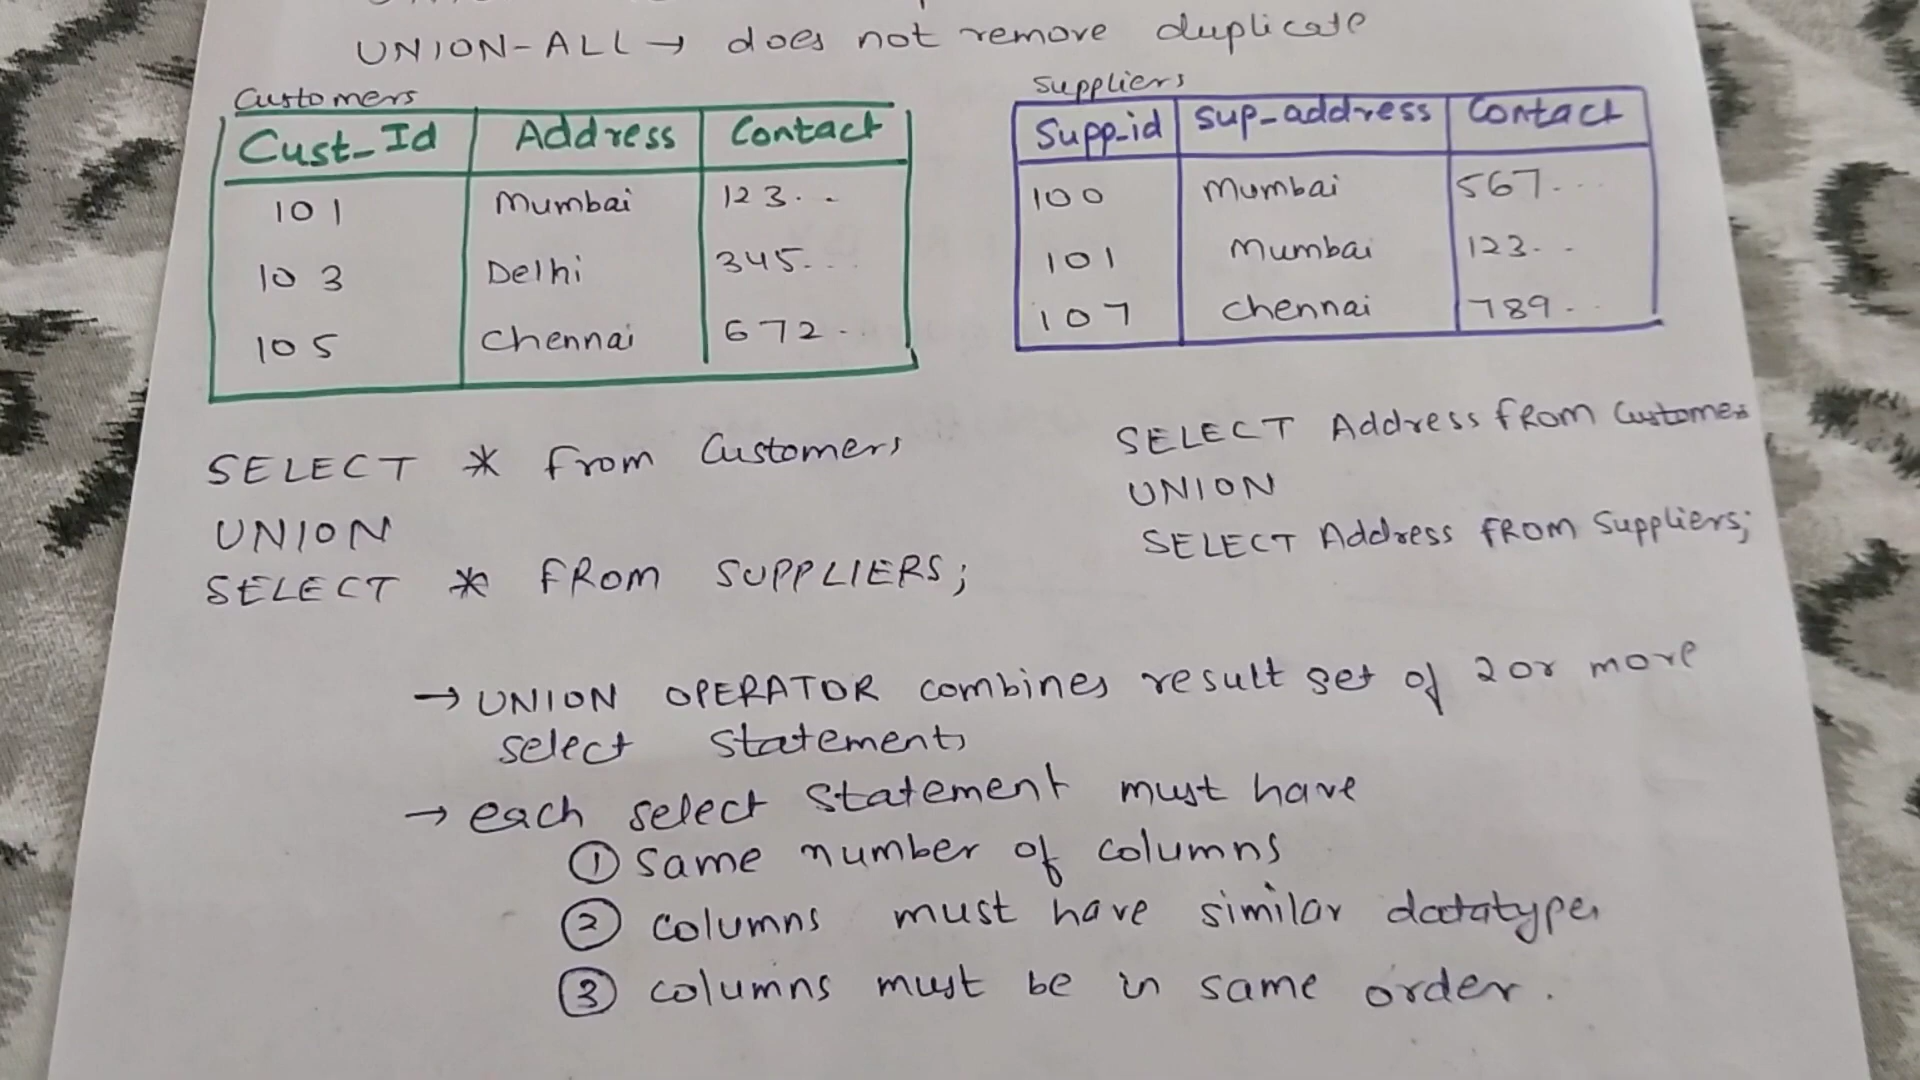 UNION-ALL → does not remove duplicate
Customers
Cust_Id Address Contact
101 Mumbai 123..
103 Delhi 345...
105 Chennai 672.
Suppliers
Supp_id sup_address Contact
100 Mumbai 567...
101 Mumbai 123..
107 chennai 789..
SELECT * From Customers
UNION
SELECT * FROM SUPPLIERS;
SELECT Address FROM Customers
UNION
SELECT Address FROM Suppliers;
→ UNION OPERATOR combines result set of 2 or more
select statements
→ each select statement must have
① same number of columns
② columns must have similar datatypes
③ columns must be in same order.